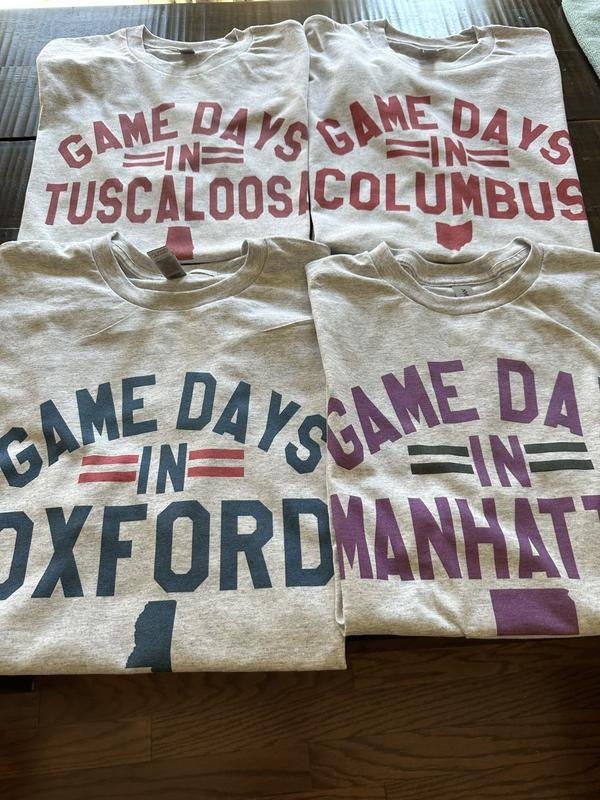 GAME DAYS
IN
TUSCALOOSA
GAME DAYS
IN
COLUMBUS
GAME DAYS
IN
OXFORD
GAME DA
IN
MANHATT